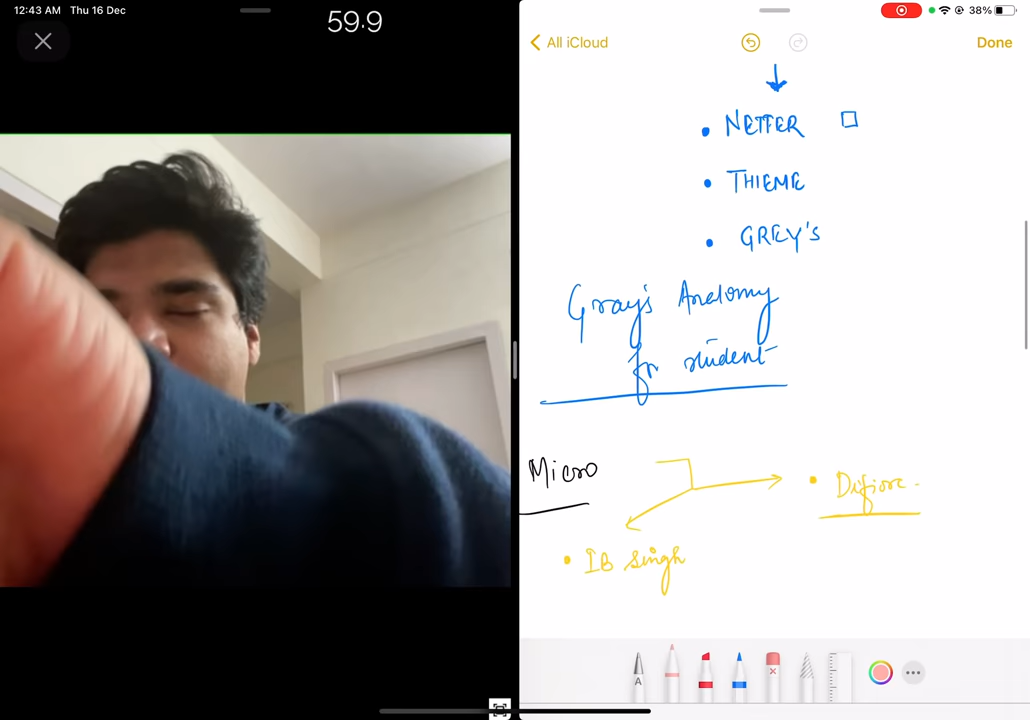 12:43 AM Thu 16 Dec
59.9
38%
All iCloud
Done
• NETTER
• THIEME
• GREY'S
Gray's Anatomy
for student
Micro
• Difiore.
• IB Singh
A